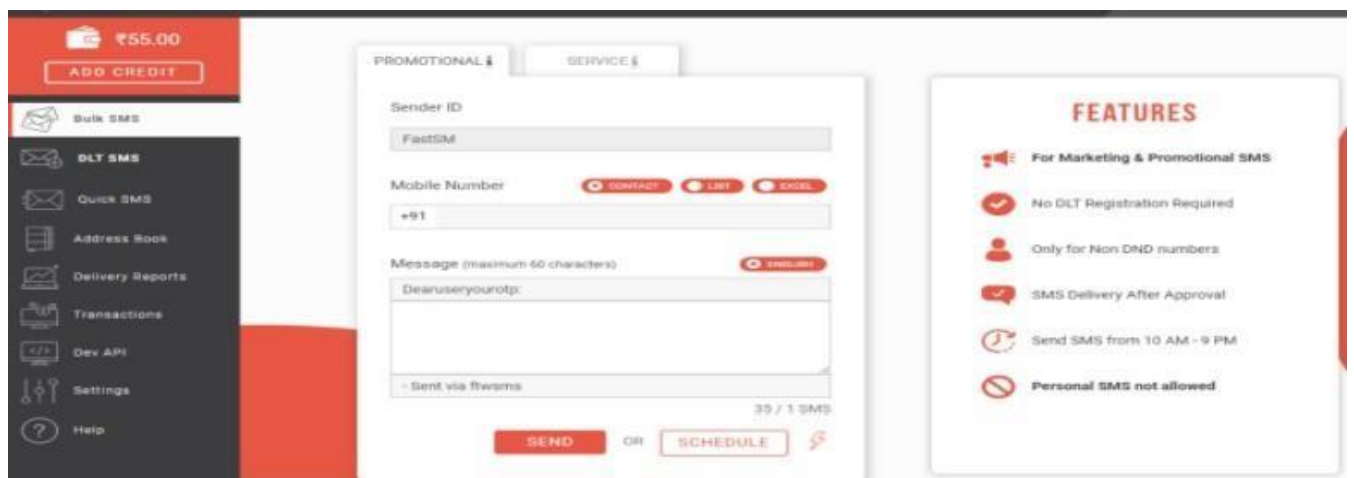 ₹55.00
ADD CREDIT
Bulk SMS
DLT SMS
Quick SMS
Address Book
Delivery Reports
Transactions
Dev API
Settings
Help
PROMOTIONAL
SERVICE
Sender ID
FastSM
Mobile Number
CONTACT
LIST
EXCEL
+91
Message (maximum 60 characters)
ENGLISH
Dearuseryourotp:
- Sent via ftwsms
35 / 1 SMS
SEND
OR
SCHEDULE
FEATURES
For Marketing & Promotional SMS
No DLT Registration Required
Only for Non DND numbers
SMS Delivery After Approval
Send SMS from 10 AM - 9 PM
Personal SMS not allowed